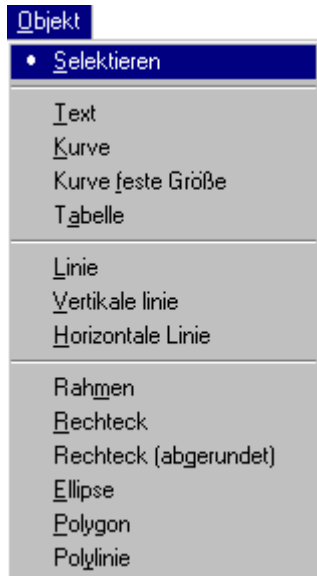 Objekt
Selektieren
Text
Kurve
Kurve feste Größe
Tabelle
Linie
Vertikale linie
Horizontale Linie
Rahmen
Rechteck
Rechteck (abgerundet)
Ellipse
Polygon
Polylinie